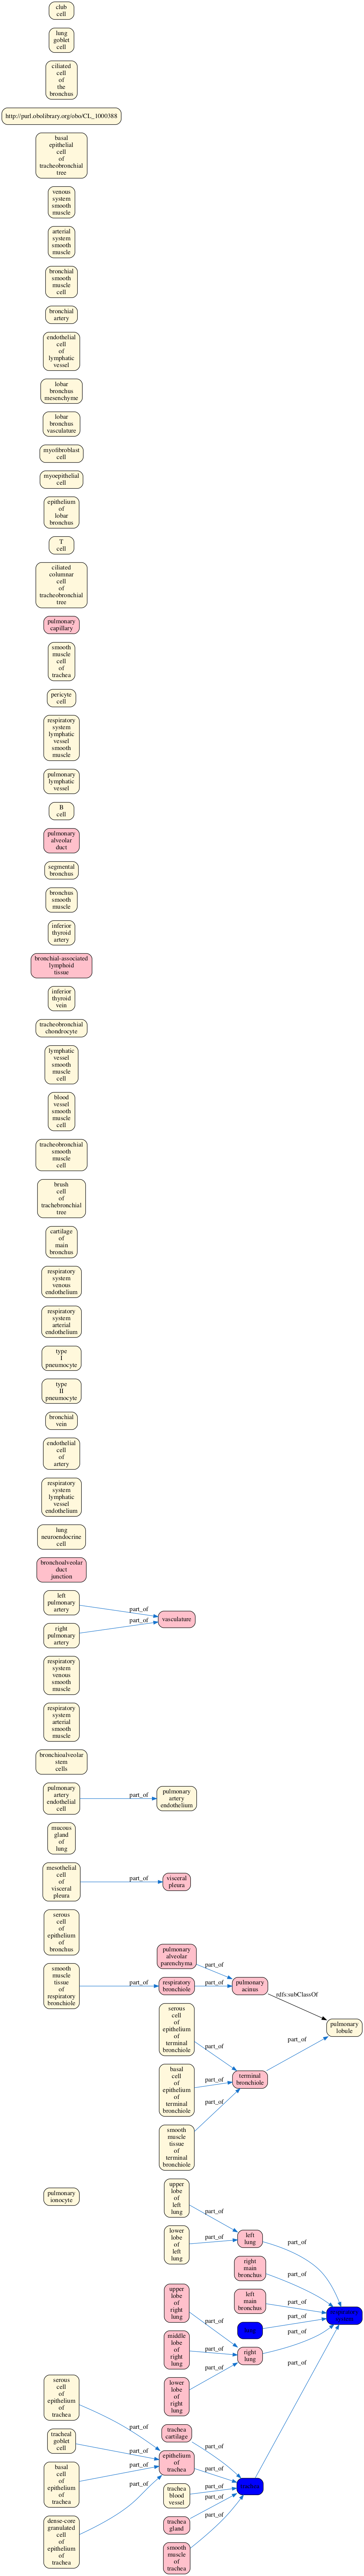 club
cell
lung
goblet
cell
ciliated
cell
of
the
bronchus
http://purl.obolibrary.org/obo/CL_1000388
basal
epithelial
cell
of
tracheobronchial
tree
venous
system
smooth
muscle
arterial
system
smooth
muscle
bronchial
smooth
muscle
cell
bronchial
artery
endothelial
cell
of
lymphatic
vessel
lobar
bronchus
mesenchyme
lobar
bronchus
vasculature
myofibroblast
cell
myoepithelial
cell
epithelium
of
lobar
bronchus
T
cell
ciliated
columnar
cell
of
tracheobronchial
tree
pulmonary
capillary
smooth
muscle
cell
of
trachea
pericyte
cell
respiratory
system
lymphatic
vessel
smooth
muscle
pulmonary
lymphatic
vessel
B
cell
pulmonary
alveolar
duct
segmental
bronchus
bronchus
smooth
muscle
inferior
thyroid
artery
bronchial-associated
lymphoid
tissue
inferior
thyroid
vein
tracheobronchial
chondrocyte
lymphatic
vessel
smooth
muscle
cell
blood
vessel
smooth
muscle
cell
tracheobronchial
smooth
muscle
cell
brush
cell
of
trachebronchial
tree
cartilage
of
main
bronchus
respiratory
system
venous
endothelium
respiratory
system
arterial
endothelium
type
I
pneumocyte
type
II
pneumocyte
bronchial
vein
endothelial
cell
of
artery
respiratory
system
lymphatic
vessel
endothelium
lung
neuroendocrine
cell
bronchoalveolar
duct
junction
left
pulmonary
artery
part_of
vasculature
part_of
right
pulmonary
artery
respiratory
system
venous
smooth
muscle
respiratory
system
arterial
smooth
muscle
bronchioalveolar
stem
cells
pulmonary
artery
endothelial
cell
part_of
pulmonary
artery
endothelium
mucous
gland
of
lung
mesothelial
cell
of
visceral
pleura
part_of
visceral
pleura
serous
cell
of
epithelium
of
bronchus
pulmonary
alveolar
parenchyma
part_of
smooth
muscle
tissue
of
respiratory
bronchiole
part_of
respiratory
bronchiole
part_of
pulmonary
acinus
rdfs:subClassOf
pulmonary
lobule
serous
cell
of
epithelium
of
terminal
bronchiole
part_of
part_of
basal
cell
of
epithelium
of
terminal
bronchiole
part_of
terminal
bronchiole
part_of
smooth
muscle
tissue
of
terminal
bronchiole
pulmonary
ionocyte
upper
lobe
of
left
lung
part_of
lower
lobe
of
left
lung
part_of
left
lung
part_of
right
main
bronchus
part_of
left
main
bronchus
part_of
part_of
part_of
upper
lobe
of
right
lung
part_of
middle
lobe
of
right
lung
part_of
right
lung
part_of
lower
lobe
of
right
lung
part_of
serous
cell
of
epithelium
of
trachea
part_of
tracheal
goblet
cell
part_of
basal
cell
of
epithelium
of
trachea
part_of
dense-core
granulated
cell
of
epithelium
of
trachea
part_of
trachea
cartilage
part_of
epithelium
of
trachea
part_of
trachea
blood
vessel
part_of
trachea
gland
part_of
smooth
muscle
of
trachea
part_of